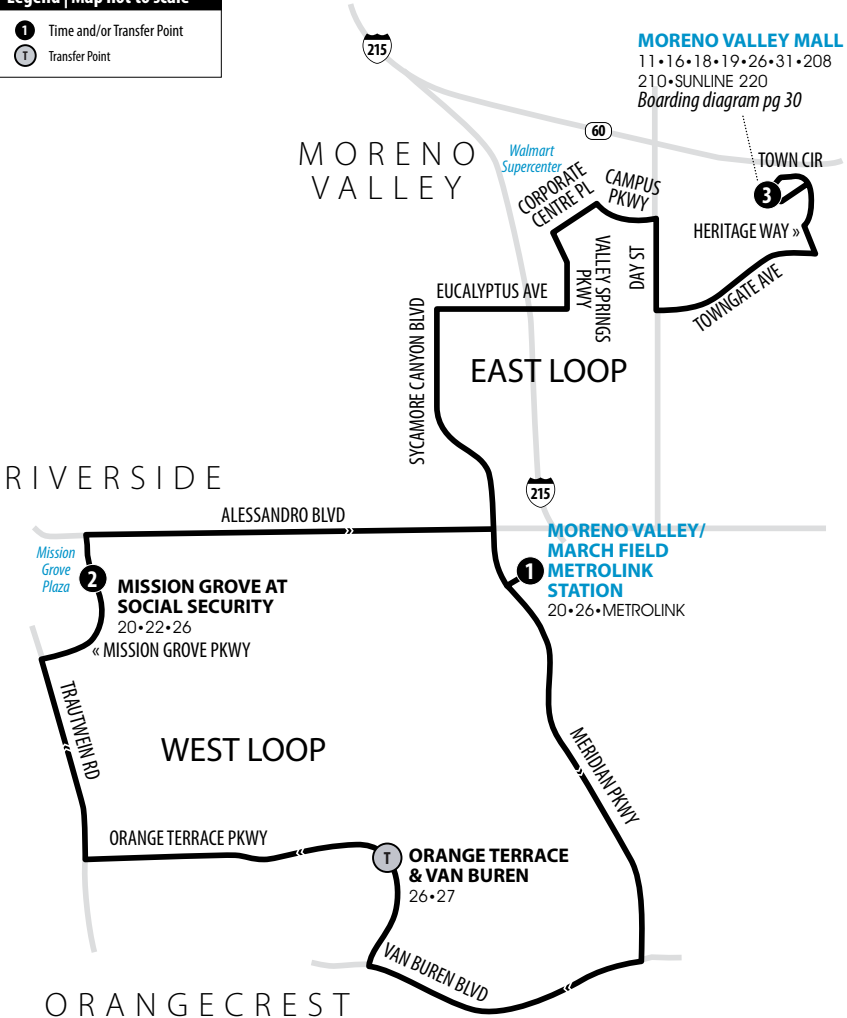 Legend | Map not to scale
1 Time and/or Transfer Point
T Transfer Point
215
MORENO VALLEY MALL
11•16•18•19•26•31•208
210•SUNLINE 220
Boarding diagram pg 30
60
MORENO
VALLEY
Walmart
Supercenter
TOWN CIR
3
CORPORATE
CENTRE PL
CAMPUS
PKWY
HERITAGE WAY »
VALLEY SPRINGS
PKWY
DAY ST
TOWNGATE AVE
EUCALYPTUS AVE
SYCAMORE CANYON BLVD
EAST LOOP
RIVERSIDE
215
ALESSANDRO BLVD
»
MORENO VALLEY/
MARCH FIELD
METROLINK
STATION
20•26•METROLINK
1
Mission
Grove
Plaza
2
MISSION GROVE AT
SOCIAL SECURITY
20•22•26
« MISSION GROVE PKWY
TRAUTWEIN RD
«
WEST LOOP
MERIDIAN PKWY
»
ORANGE TERRACE PKWY
«
T
ORANGE TERRACE
& VAN BUREN
26•27
VAN BUREN BLVD
«
ORANGECREST